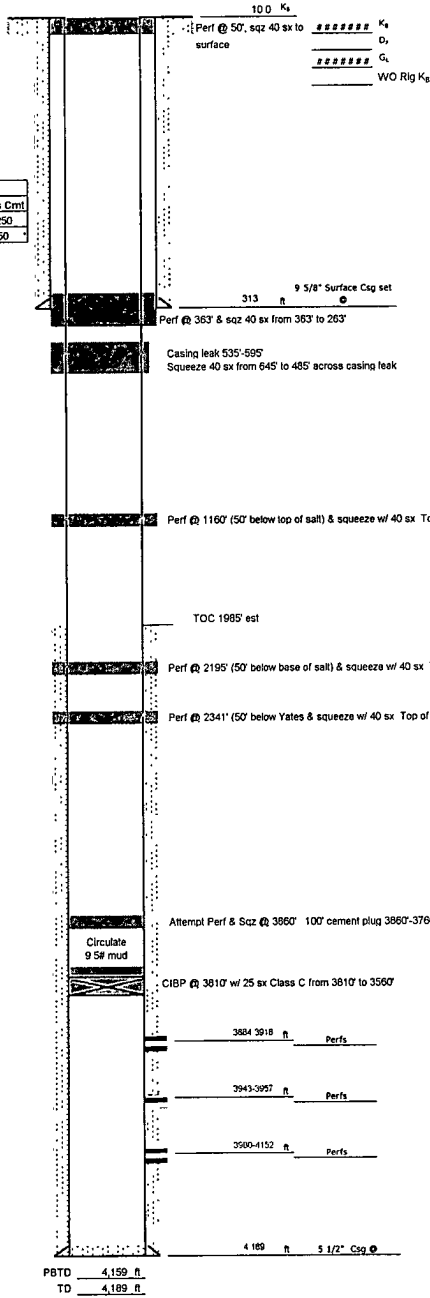 10 0 KB
Perf @ 50', sqz 40 sx to
surface
####### KB
DF
####### GL
WO Rig KB
s Cmt
250
50
9 5/8" Surface Csg set
313 ft @
Perf @ 363' & sqz 40 sx from 363' to 263'
Casing leak 535'-595'
Squeeze 40 sx from 645' to 485' across casing leak
Perf @ 1160' (50' below top of salt) & squeeze w/ 40 sx
TOC 1985' est
Perf @ 2195' (50' below base of salt) & squeeze w/ 40 sx
Perf @ 2341' (50' below Yates & squeeze w/ 40 sx Top of
Attempt Perf & Sqz @ 3860' 100' cement plug 3860'-376
Circulate
9 5# mud
CIBP @ 3810' w/ 25 sx Class C from 3810' to 3560'
3884 3918 ft Perfs
3943-3957 ft Perfs
3980-4152 ft Perfs
4 189 ft 5 1/2" Csg @
PBTD 4,159 ft
TD 4,189 ft